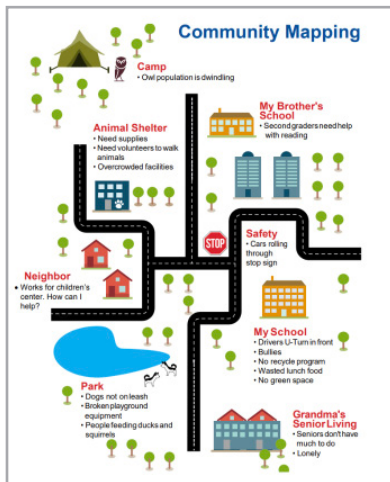 Community Mapping
Camp
• Owl population is dwindling
My Brother's
School
• Second graders need help
with reading
Animal Shelter
• Need supplies
• Need volunteers to walk
animals
• Overcrowded facilities
STOP
Safety
• Cars rolling
through
stop sign
Neighbor
• Works for children's
center. How can I
help?
My School
• Drivers U-Turn in front
• Bullies
• No recycle program
• Wasted lunch food
• No green space
Park
• Dogs not on leash
• Broken playground
equipment
• People feeding ducks and
squirrels
Grandma's
Senior Living
• Seniors don't have
much to do
• Lonely